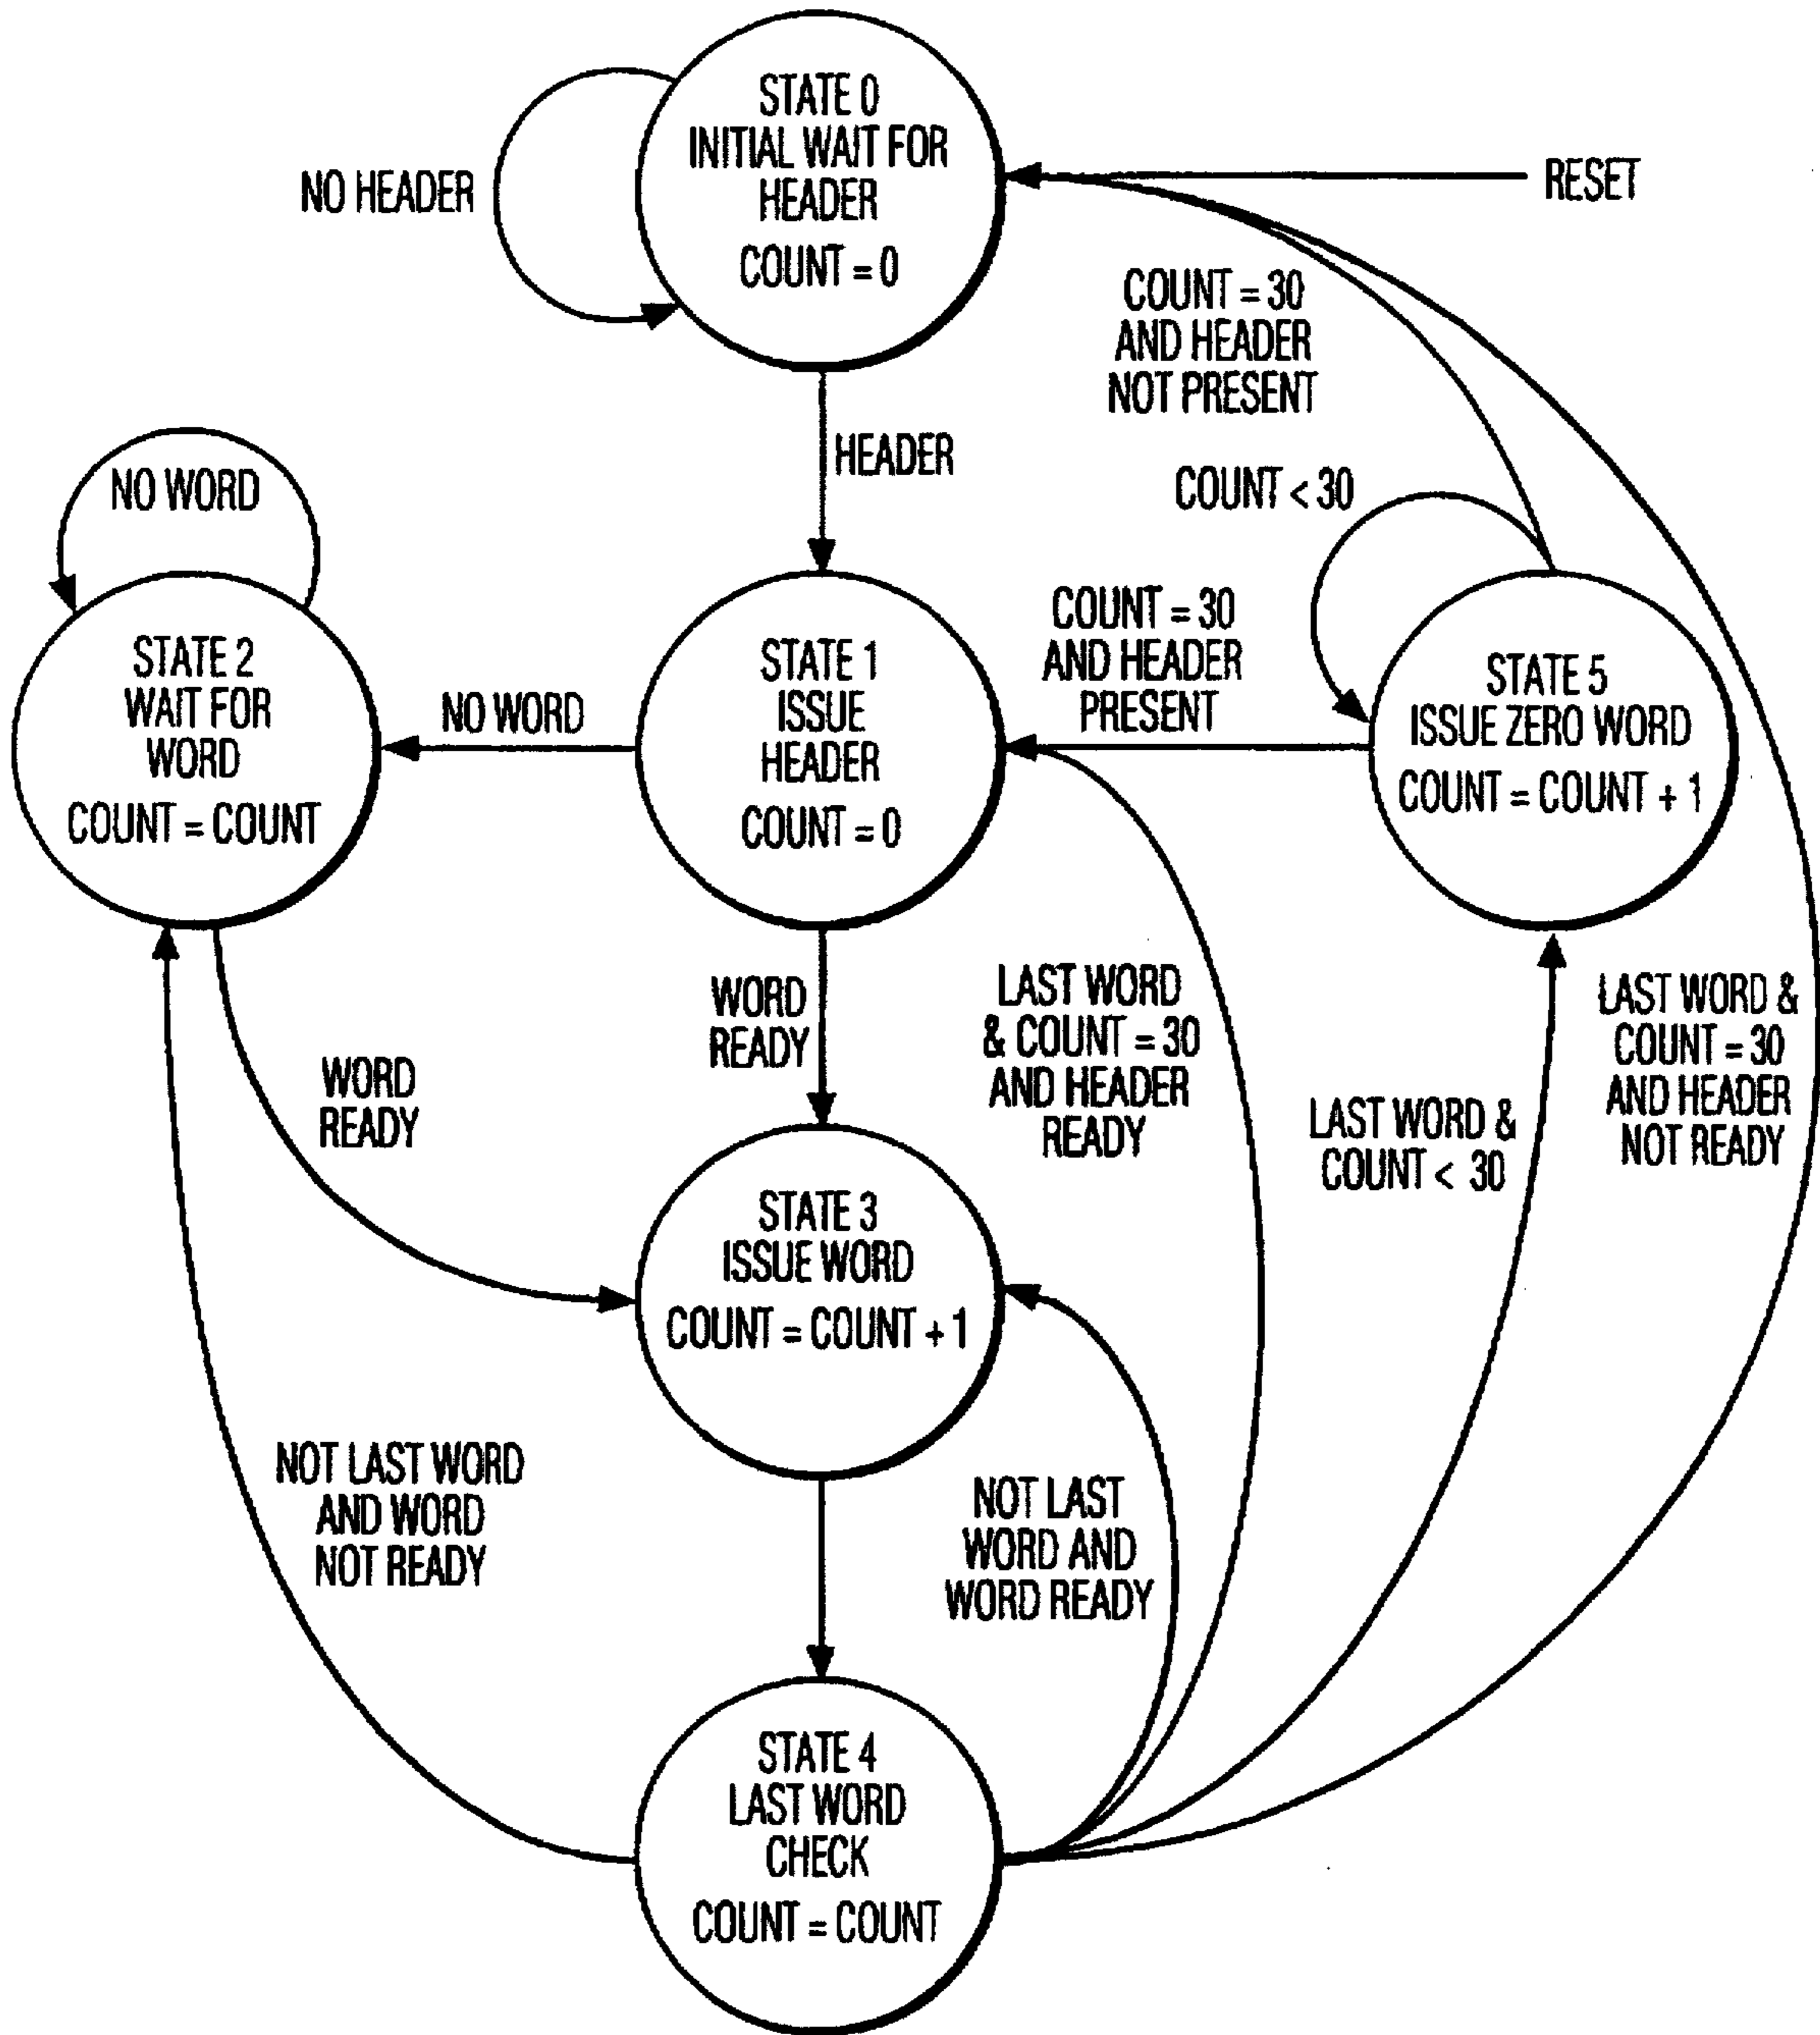 STATE 0
INITIAL WAIT FOR
HEADER
COUNT = 0
NO HEADER
RESET
COUNT = 30
AND HEADER
NOT PRESENT
HEADER
COUNT < 30
NO WORD
STATE 2
WAIT FOR
WORD
COUNT = COUNT
NO WORD
STATE 1
ISSUE
HEADER
COUNT = 0
COUNT = 30
AND HEADER
PRESENT
STATE 5
ISSUE ZERO WORD
COUNT = COUNT + 1
WORD
READY
WORD
READY
LAST WORD
& COUNT = 30
AND HEADER
READY
LAST WORD &
COUNT < 30
LAST WORD &
COUNT = 30
AND HEADER
NOT READY
STATE 3
ISSUE WORD
COUNT = COUNT + 1
NOT LAST WORD
AND WORD
NOT READY
NOT LAST
WORD AND
WORD READY
STATE 4
LAST WORD
CHECK
COUNT = COUNT